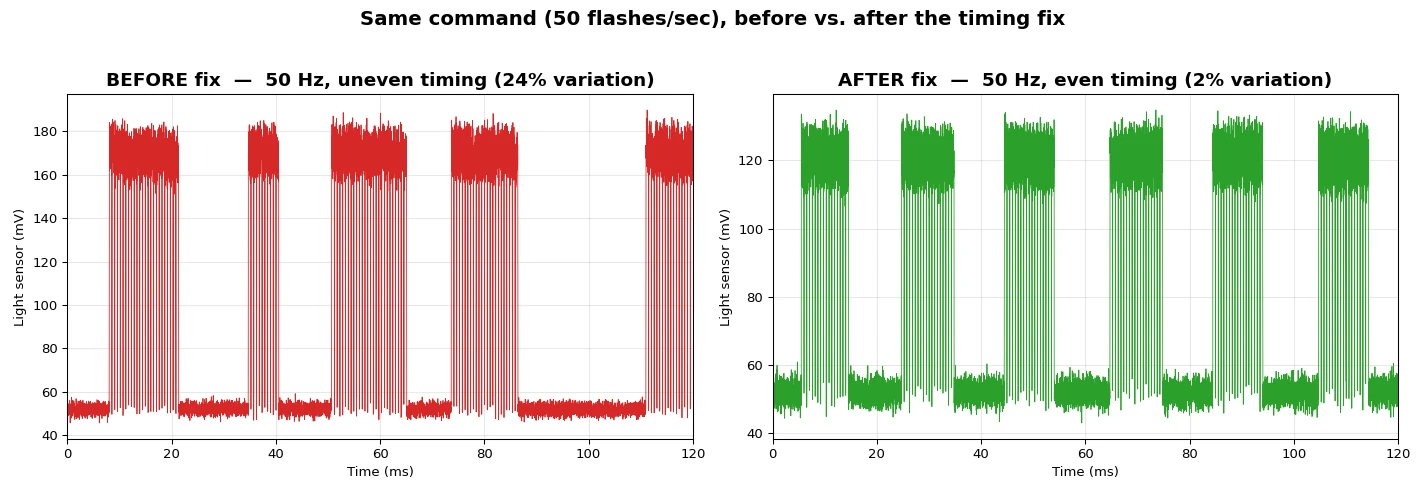 Same command (50 flashes/sec), before vs. after the timing fix
BEFORE fix — 50 Hz, uneven timing (24% variation)
180
160
140
120
100
80
60
40
Light sensor (mV)
0 20 40 60 80 100 120
Time (ms)
AFTER fix — 50 Hz, even timing (2% variation)
120
100
80
60
40
Light sensor (mV)
0 20 40 60 80 100 120
Time (ms)